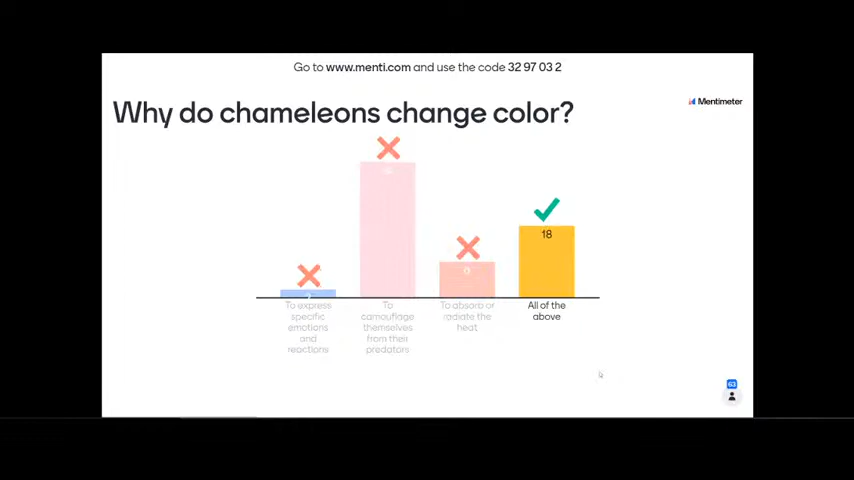 Go to www.menti.com and use the code 32 97 03 2
Why do chameleons change color?
Mentimeter
18
To express
specific
emotions
and
reactions
To
camouflage
themselves
from their
predators
To absorb or
radiate the
heat
All of the
above
63